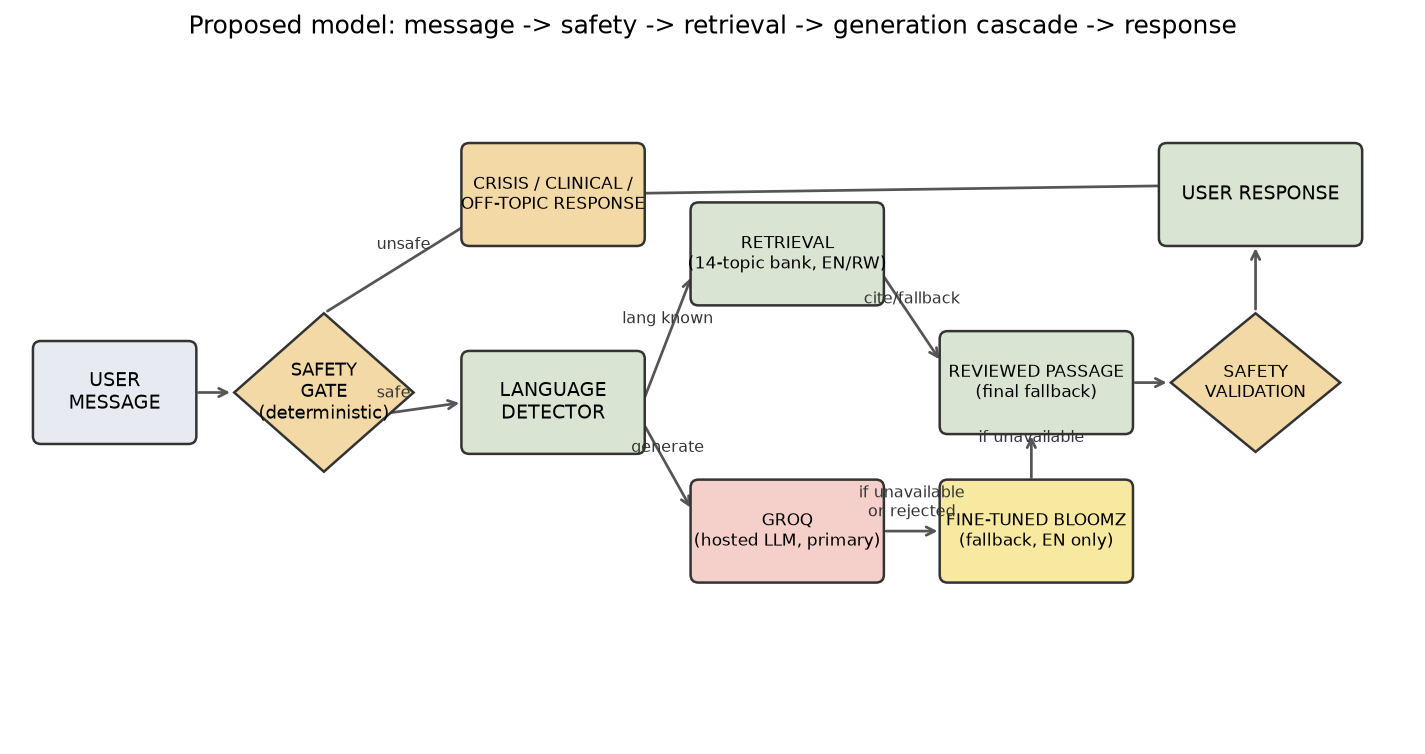 Proposed model: message -> safety -> retrieval -> generation cascade -> response
CRISIS / CLINICAL /
OFF-TOPIC RESPONSE
USER RESPONSE
RETRIEVAL
(14-topic bank, EN/RW)
unsafe
cite/fallback
lang known
USER
MESSAGE
SAFETY
GATE
(deterministic)
safe
LANGUAGE
DETECTOR
REVIEWED PASSAGE
(final fallback)
SAFETY
VALIDATION
generate
if unavailable
if unavailable
or rejected
GROQ
(hosted LLM, primary)
FINE-TUNED BLOOMZ
(fallback, EN only)